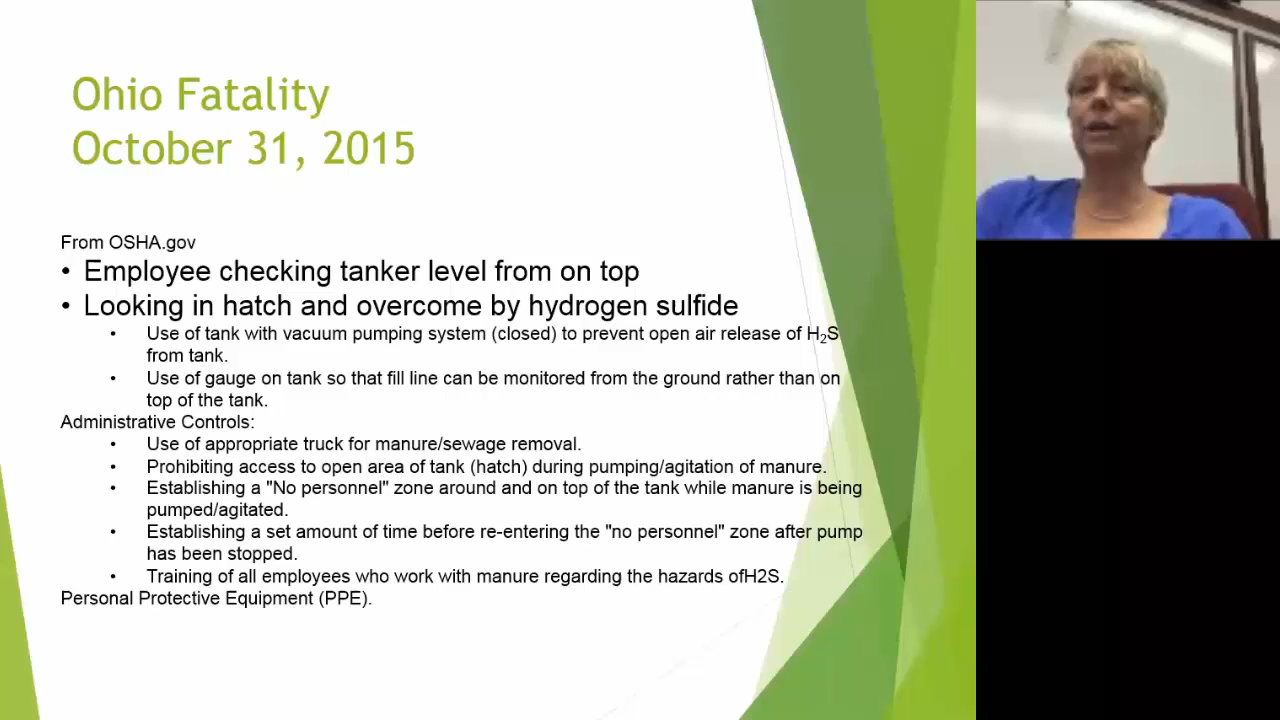 Ohio Fatality
October 31, 2015
From OSHA.gov
• Employee checking tanker level from on top
• Looking in hatch and overcome by hydrogen sulfide
• Use of tank with vacuum pumping system (closed) to prevent open air release of H₂S
from tank.
• Use of gauge on tank so that fill line can be monitored from the ground rather than on
top of the tank.
Administrative Controls:
• Use of appropriate truck for manure/sewage removal.
• Prohibiting access to open area of tank (hatch) during pumping/agitation of manure.
• Establishing a "No personnel" zone around and on top of the tank while manure is being
pumped/agitated.
• Establishing a set amount of time before re-entering the "no personnel" zone after pump
has been stopped.
• Training of all employees who work with manure regarding the hazards ofH2S.
Personal Protective Equipment (PPE).